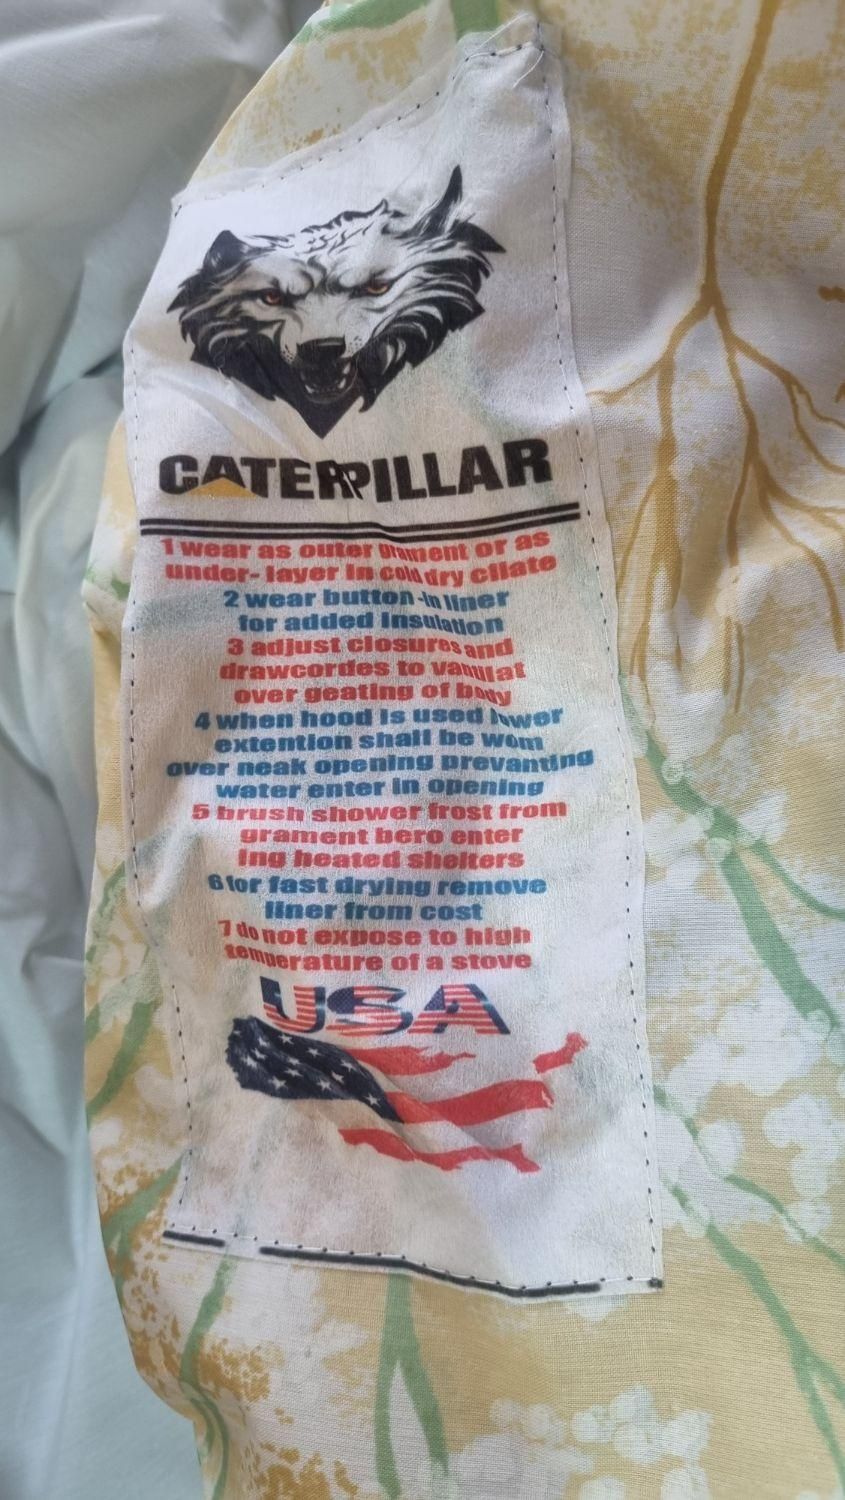 CATERPILLAR
1 wear as outer grament or as
under-layer in cold dry cliate
2 wear button-in liner
for added insulation
3 adjust closures and
drawcordes to vanulat
over geating of body
4 when hood is used lower
extention shall be worn
over neak opening prevanting
water enter in opening
5 brush shower frost from
grament bero enter
ing heated shelters
6 for fast drying remove
liner from cost
7 do not expose to high
temperature of a stove
USA